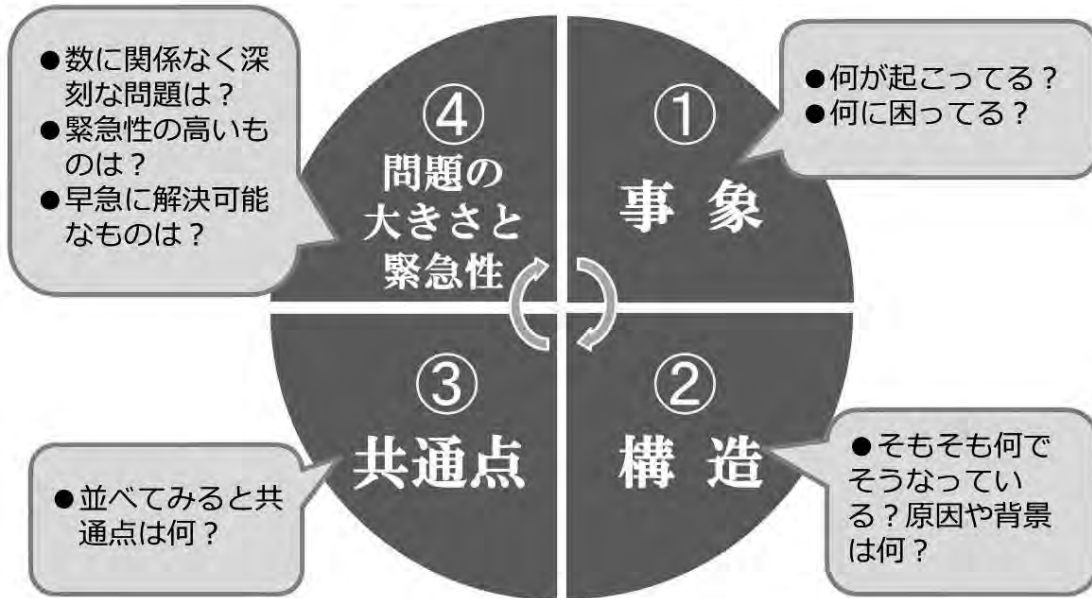 ①
事 象
●何が起こってる？
●何に困ってる？
②
構 造
●そもそも何で
そうなってい
る？原因や背景
は何？
③
共通点
●並べてみると共
通点は何？
④
問題の
大きさと
緊急性
●数に関係なく深
刻な問題は？
●緊急性の高いも
のは？
●早急に解決可能
なものは？